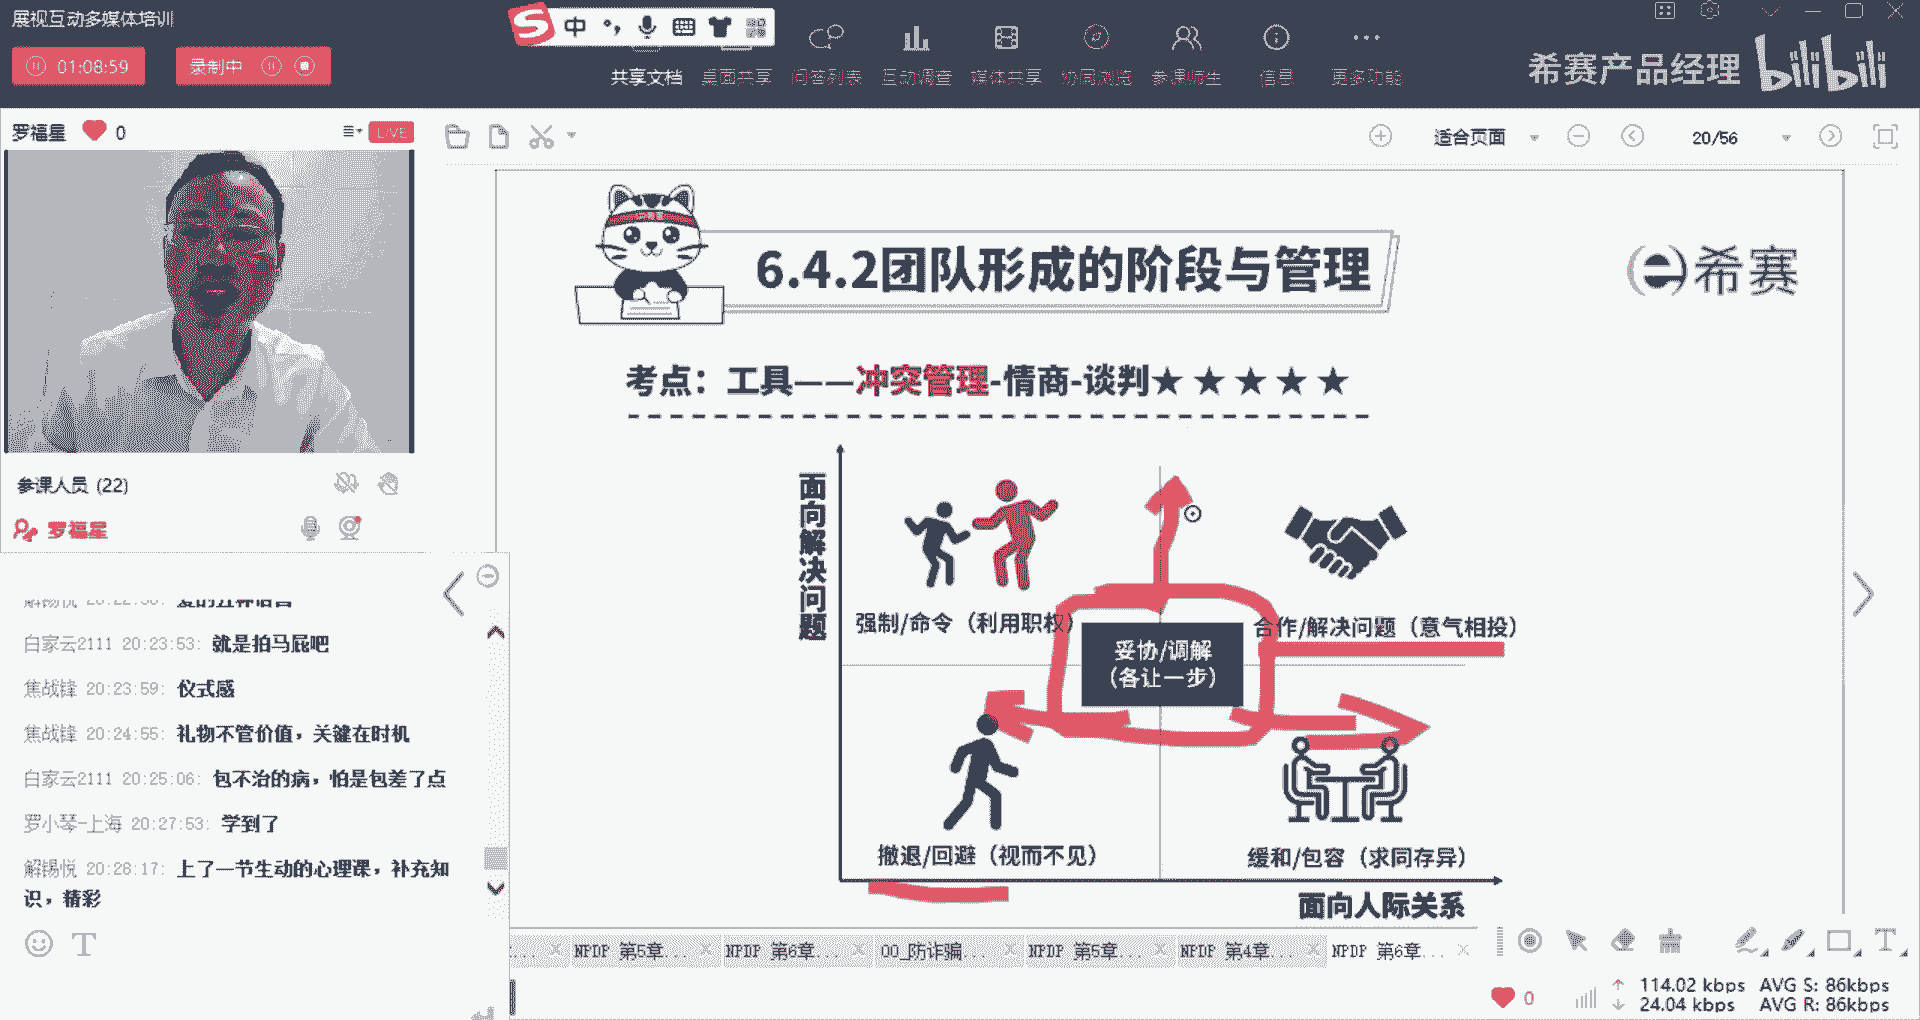 展视互动多媒体培训
01:08:59
录制中
中
共享文档
桌面共享
问答列表
互动调查
媒体共享
协同浏览
参课师生
信息
更多功能
希赛产品经理
bilibili
罗福星
0
LIVE
适合页面
20/56
6.4.2团队形成的阶段与管理
希赛
考点：工具——冲突管理-情商-谈判★★★★★
面向解决问题
强制/命令（利用职权）
合作/解决问题（意气相投）
妥协/调解
（各让一步）
撤退/回避（视而不见）
缓和/包容（求同存异）
面向人际关系
参课人员 (22)
罗福星
白家云2111 20:23:53: 就是拍马屁吧
焦战锋 20:23:59: 仪式感
焦战锋 20:24:55: 礼物不管价值，关键在时机
白家云2111 20:25:06: 包不治的病，怕是包差了点
罗小琴-上海 20:27:53: 学到了
解锡悦 20:28:17: 上了一节生动的心理课，补充知
识，精彩
NPDP 第5章...
NPDP 第6章...
00_防诈骗...
NPDP 第5章...
NPDP 第4章...
NPDP 第6章...
0
114.02 kbps AVG S: 86kbps
24.04 kbps AVG R: 86kbps